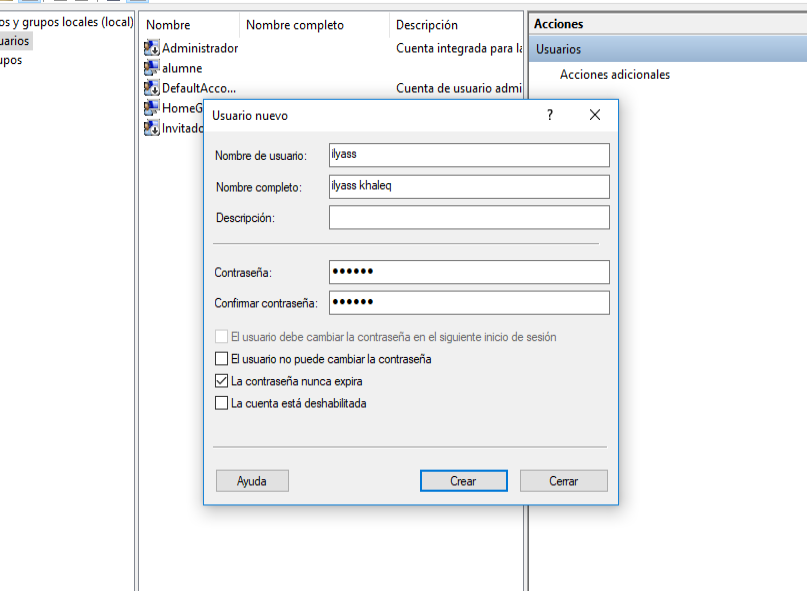 os y grupos locales (local)
uarios
upos
Nombre Nombre completo Descripción
Administrador Cuenta integrada para la
alumne
DefaultAcco... Cuenta de usuario admi
HomeG
Invitado
Acciones
Usuarios
Acciones adicionales
Usuario nuevo ?
Nombre de usuario: ilyass
Nombre completo: ilyass khaleq
Descripción:
Contraseña: ••••••
Confirmar contraseña: ••••••
El usuario debe cambiar la contraseña en el siguiente inicio de sesión
El usuario no puede cambiar la contraseña
La contraseña nunca expira
La cuenta está deshabilitada
Ayuda Crear Cerrar